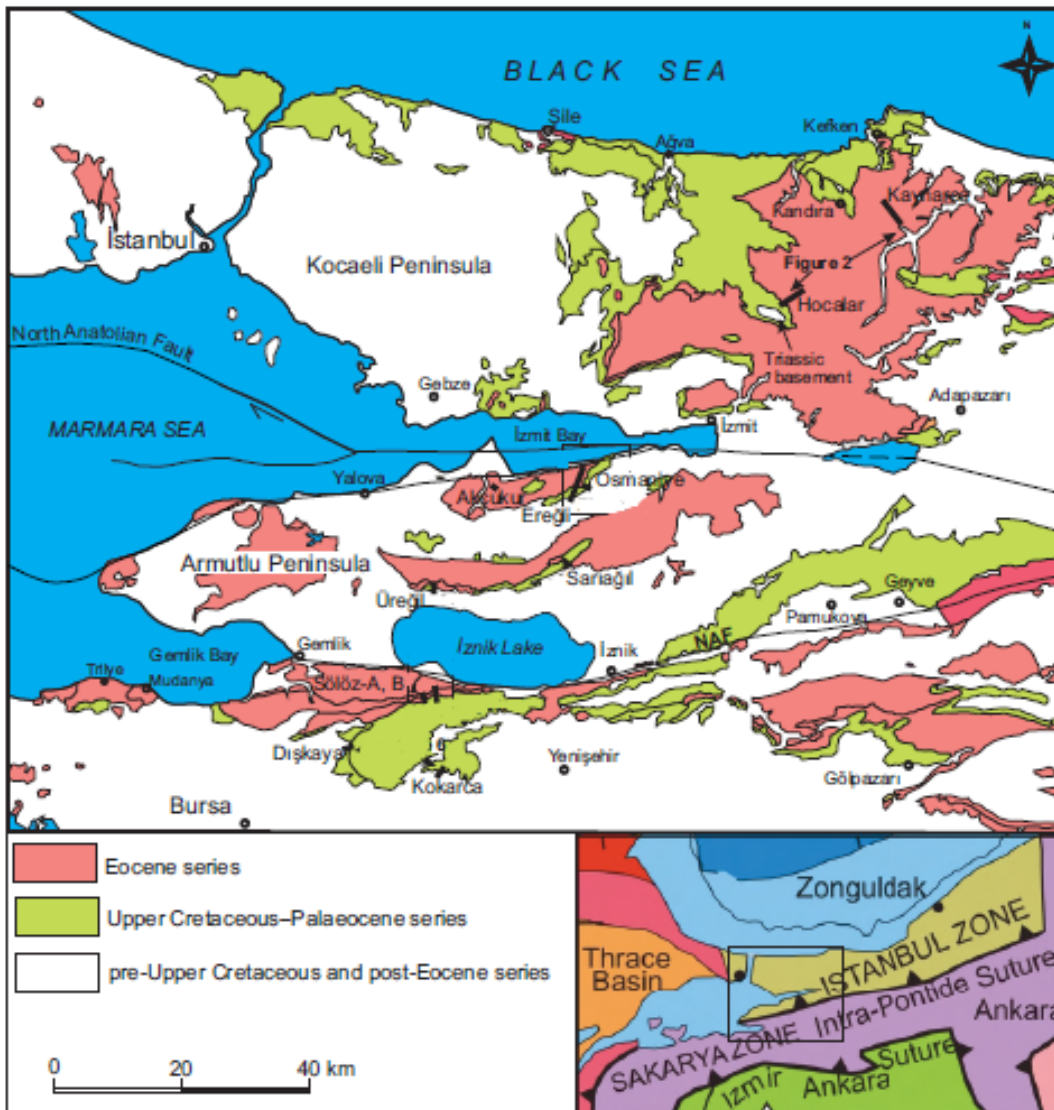 N
BLACK SEA
Şile
Ağva
Kefken
Kandıra
Kaynarca
İstanbul
Kocaeli Peninsula
Figure 2
Hocalar
North Anatolian Fault
Triassic
basement
Gebze
Adapazarı
MARMARA SEA
İzmit Bay
İzmit
Yalova
Osmaniye
Ereğli
Armutlu Peninsula
Sarıağıl
Üreğil
Geyve
Pamukova
NAF
Gemlik
İznik Lake
İznik
Gemlik Bay
Trilye
Mudanya
Sölöz-A, B
Dışkaya
Yenişehir
Kokarca
Gölpazarı
Bursa
Eocene series
Upper Cretaceous–Palaeocene series
pre-Upper Cretaceous and post-Eocene series
0 20 40 km
Zonguldak
Thrace
Basin
ISTANBUL ZONE
Intra-Pontide Suture
Ankara
SAKARYA ZONE
Izmir
Ankara
Suture